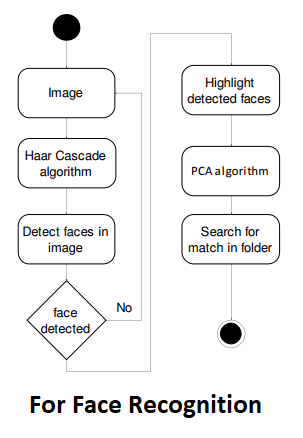 Image
Haar Cascade
algorithm
Detect faces in
image
face
detected
No
Highlight
detected faces
PCA algorithm
Search for
match in folder
For Face Recognition